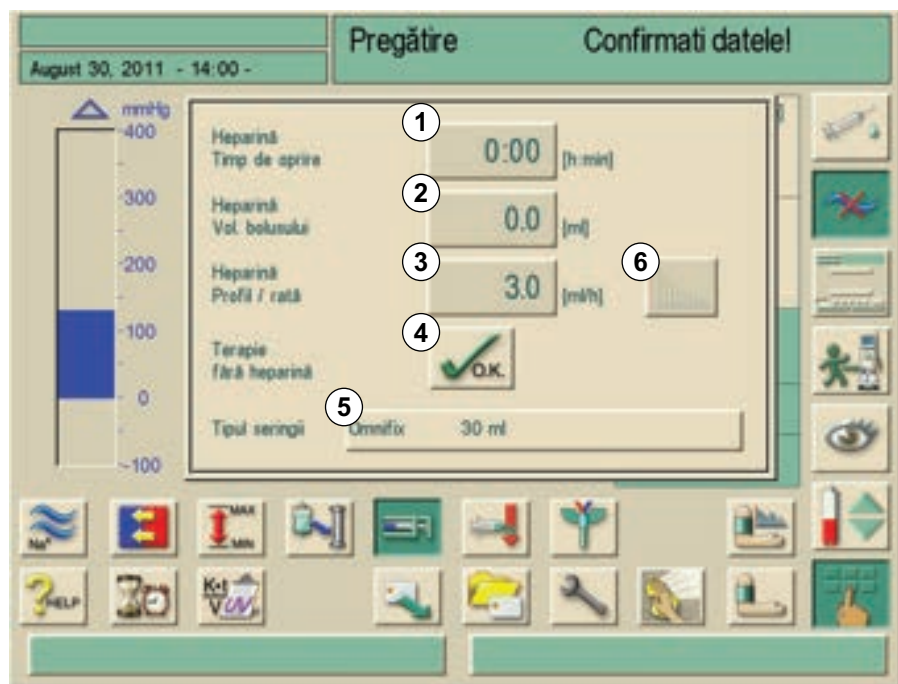 Pregătire Confirmati datele!
August 30, 2011 - 14:00 -
mmHg
400
300
200
100
0
-100
1
Heparină
Timp de oprire
0:00 [h:min]
2
Heparină
Vol. bolusului
0.0 [ml]
3
Heparină
Profil / rată
3.0 [ml/h]
6
4
Terapie
fără heparină
O.K.
5
Tipul seringii Omnifix 30 ml
Na+
MAX
MIN
?HELP
K•t
V UV